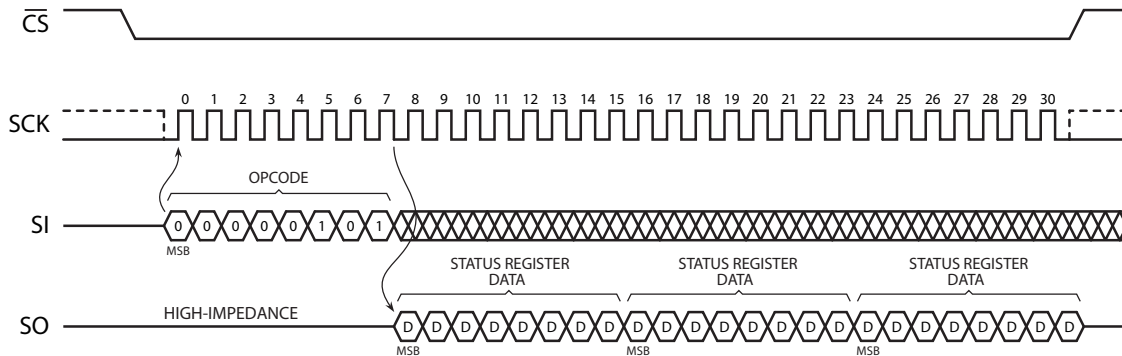 CS
0 1 2 3 4 5 6 7 8 9 10 11 12 13 14 15 16 17 18 19 20 21 22 23 24 25 26 27 28 29 30
SCK
OPCODE
SI
0 0 0 0 0 1 0 1
MSB
STATUS REGISTER
DATA
STATUS REGISTER
DATA
STATUS REGISTER
DATA
HIGH-IMPEDANCE
SO
D D D D D D D D D D D D D D D D D D D D D D D D
MSB
MSB
MSB